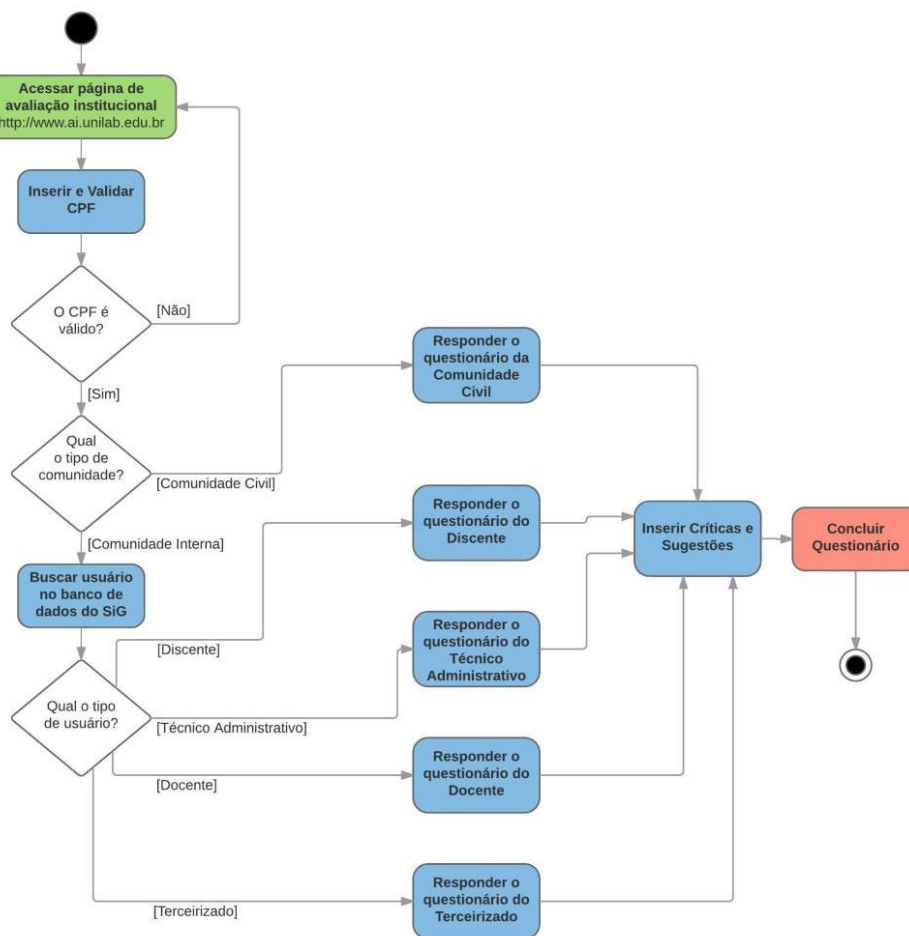 Acessar página de
avaliação institucional
http://www.ai.unilab.edu.br
Inserir e Validar
CPF
O CPF é
válido?
[Não]
[Sim]
Qual
o tipo de
comunidade?
[Comunidade Civil]
[Comunidade Interna]
Buscar usuário
no banco de
dados do SiG
Qual o tipo
de usuário?
[Discente]
[Técnico Administrativo]
[Docente]
[Terceirizado]
Responder o
questionário da
Comunidade
Civil
Responder o
questionário do
Discente
Responder o
questionário do
Técnico
Administrativo
Responder o
questionário do
Docente
Responder o
questionário do
Terceirizado
Inserir Críticas e
Sugestões
Concluir
Questionário